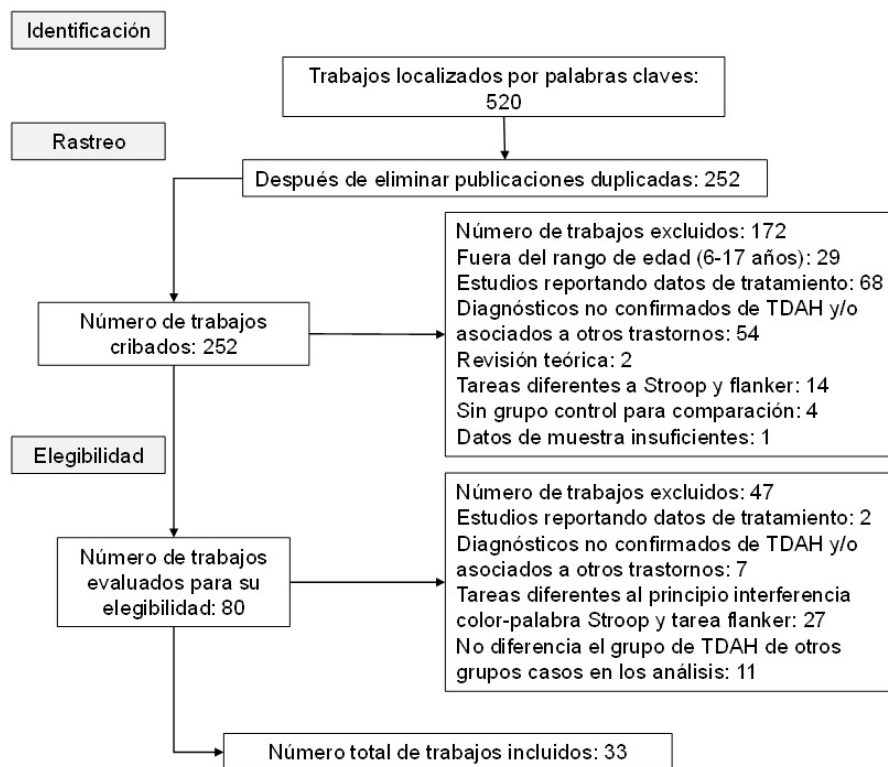 Identificación
Trabajos localizados por palabras claves:
520
Rastreo
Después de eliminar publicaciones duplicadas: 252
Número de trabajos excluidos: 172
Fuera del rango de edad (6-17 años): 29
Estudios reportando datos de tratamiento: 68
Diagnósticos no confirmados de TDAH y/o
asociados a otros trastornos: 54
Revisión teórica: 2
Tareas diferentes a Stroop y flanker: 14
Sin grupo control para comparación: 4
Datos de muestra insuficientes: 1
Número de trabajos
cribados: 252
Elegibilidad
Número de trabajos excluidos: 47
Estudios reportando datos de tratamiento: 2
Diagnósticos no confirmados de TDAH y/o
asociados a otros trastornos: 7
Tareas diferentes al principio interferencia
color-palabra Stroop y tarea flanker: 27
No diferencia el grupo de TDAH de otros
grupos casos en los análisis: 11
Número de trabajos
evaluados para su
elegibilidad: 80
Número total de trabajos incluidos: 33